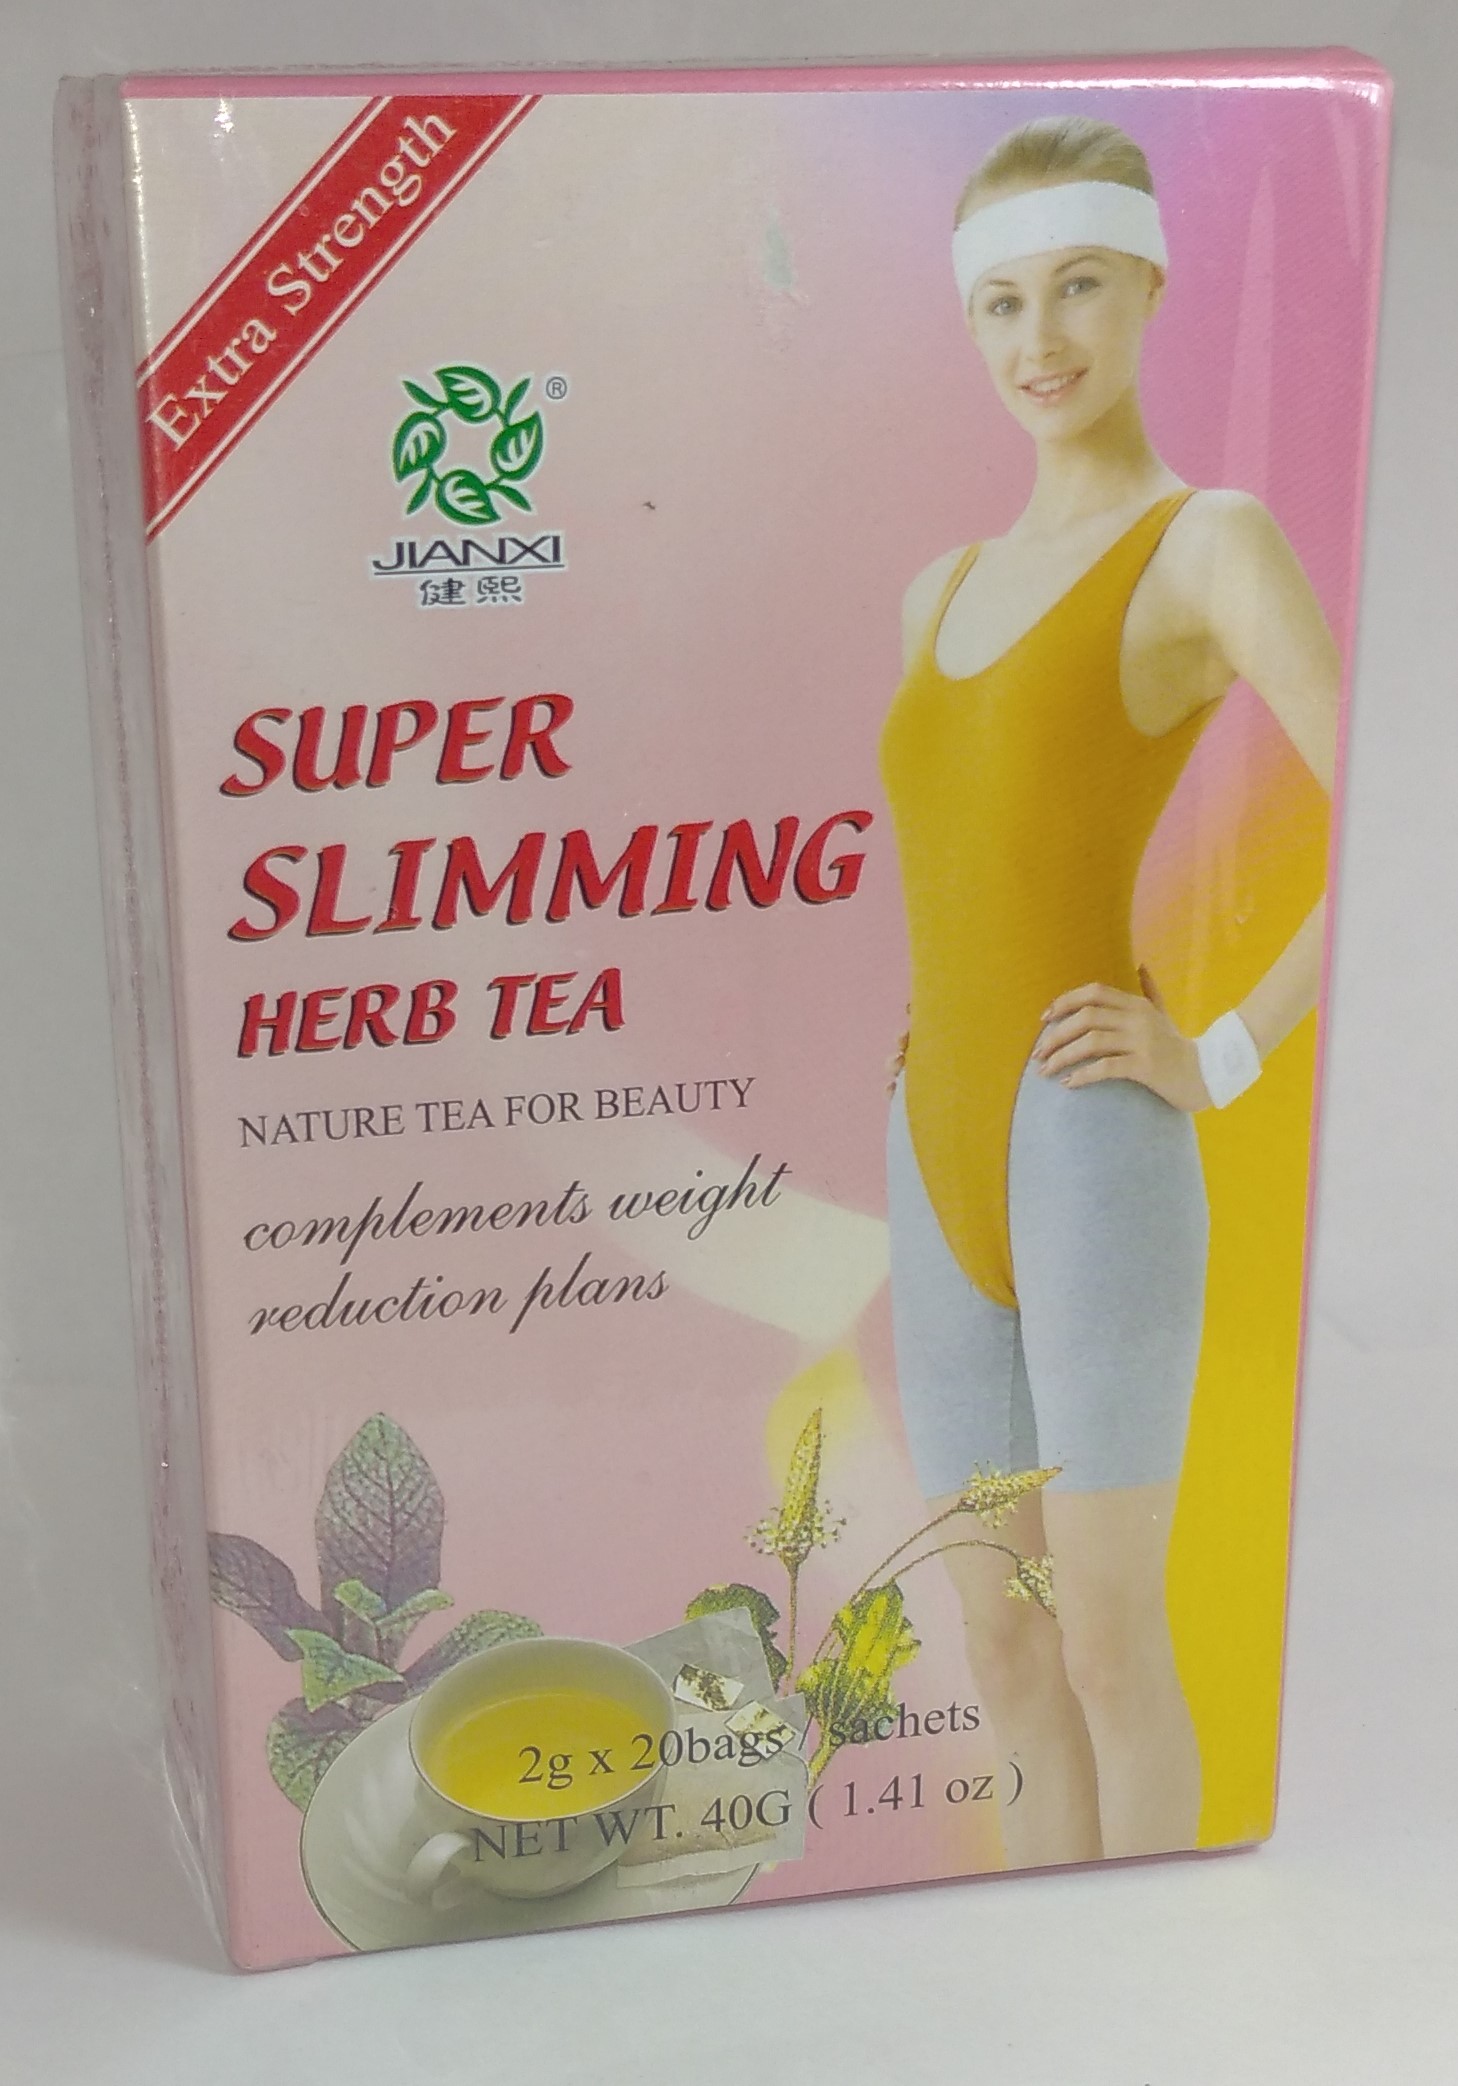 Extra Strength
®
JIANXI
健熙
SUPER
SLIMMING
HERB TEA
NATURE TEA FOR BEAUTY
complements weight
reduction plans
2g x 20bags / sachets
NET WT. 40G ( 1.41 oz )